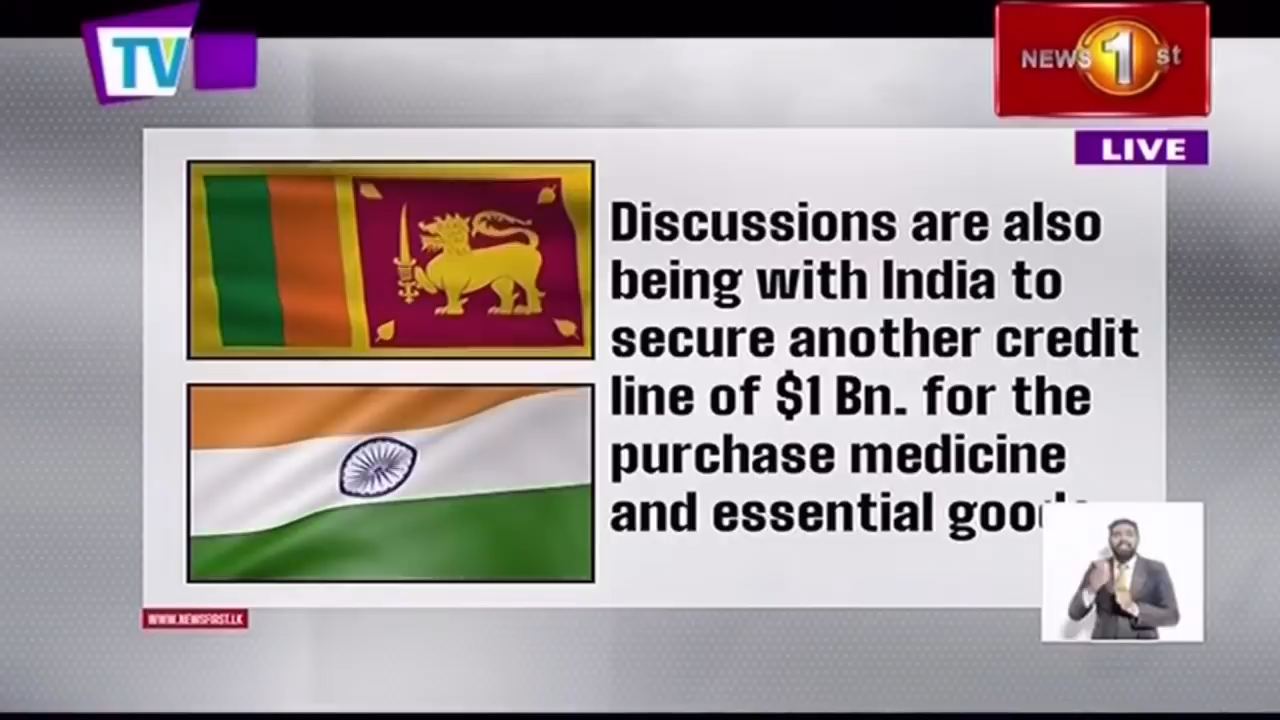 TV
NEWS 1st
LIVE
Discussions are also
being with India to
secure another credit
line of $1 Bn. for the
purchase medicine
and essential
WWW.NEWSFIRST.LK